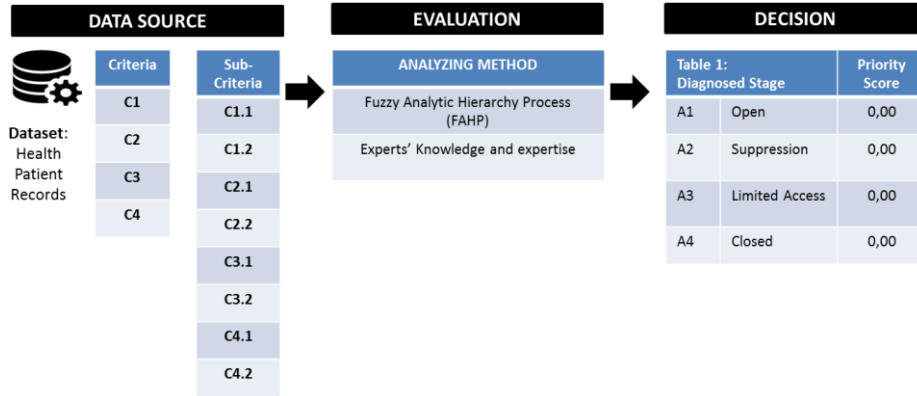 DATA SOURCE
EVALUATION
DECISION
Dataset:
Health
Patient
Records
Criteria
C1
C2
C3
C4
Sub-
Criteria
C1.1
C1.2
C2.1
C2.2
C3.1
C3.2
C4.1
C4.2
ANALYZING METHOD
Fuzzy Analytic Hierarchy Process
(FAHP)
Experts’ Knowledge and expertise
Table 1: Priority
Diagnosed Stage Score
A1 Open 0,00
A2 Suppression 0,00
A3 Limited Access 0,00
A4 Closed 0,00